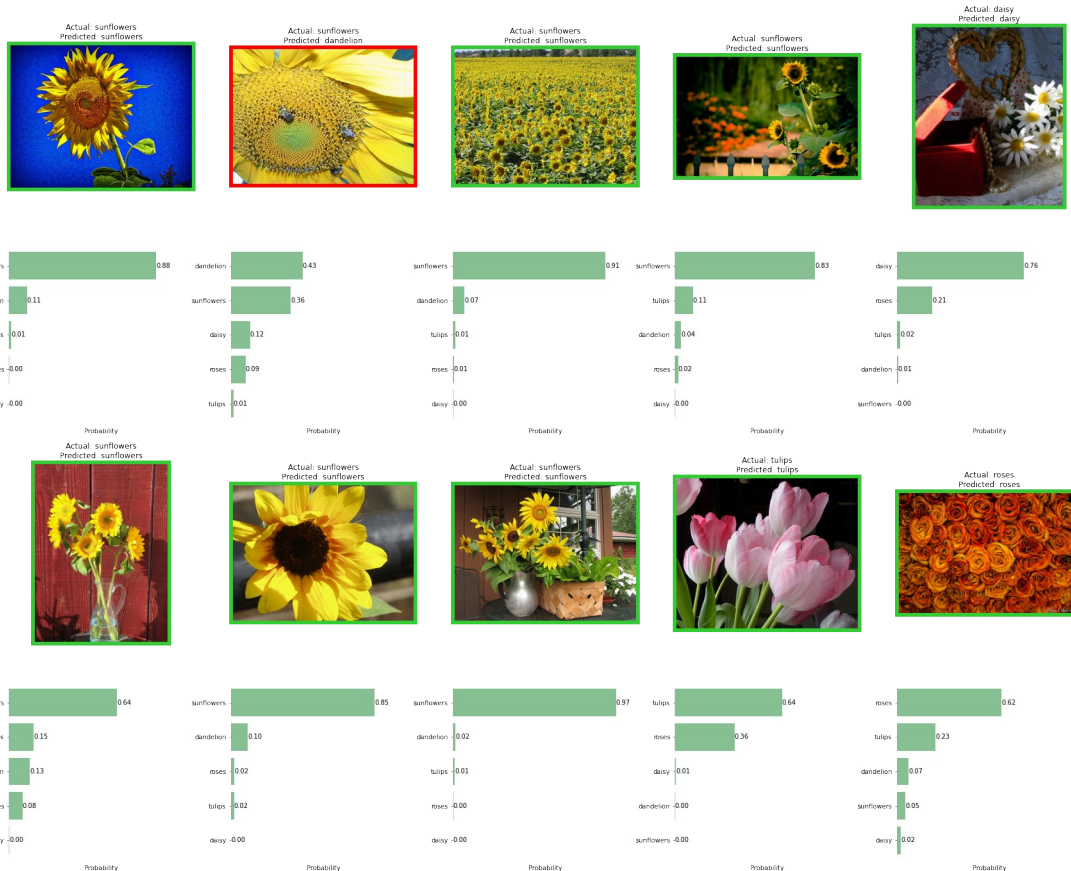 Actual: sunflowers
Predicted: sunflowers
Actual: sunflowers
Predicted: dandelion
Actual: sunflowers
Predicted: sunflowers
Actual: sunflowers
Predicted: sunflowers
Actual: daisy
Predicted: daisy
0.88
0.11
0.01
0.00
0.00
Probability
dandelion 0.43
sunflowers 0.36
daisy 0.12
roses 0.09
tulips 0.01
Probability
sunflowers 0.91
dandelion 0.07
tulips 0.01
roses 0.01
daisy 0.00
Probability
sunflowers 0.83
tulips 0.11
dandelion 0.04
roses 0.02
daisy 0.00
Probability
daisy 0.76
roses 0.21
tulips 0.02
dandelion 0.01
sunflowers 0.00
Probability
Actual: sunflowers
Predicted: sunflowers
Actual: sunflowers
Predicted: sunflowers
Actual: sunflowers
Predicted: sunflowers
Actual: tulips
Predicted: tulips
Actual: roses
Predicted: roses
0.64
0.15
0.13
0.08
0.00
Probability
sunflowers 0.85
dandelion 0.10
roses 0.02
tulips 0.02
daisy 0.00
Probability
sunflowers 0.97
dandelion 0.02
tulips 0.01
roses 0.00
daisy 0.00
Probability
tulips 0.64
roses 0.36
daisy 0.01
dandelion 0.00
sunflowers 0.00
Probability
roses 0.62
tulips 0.23
dandelion 0.07
sunflowers 0.05
daisy 0.02
Probability